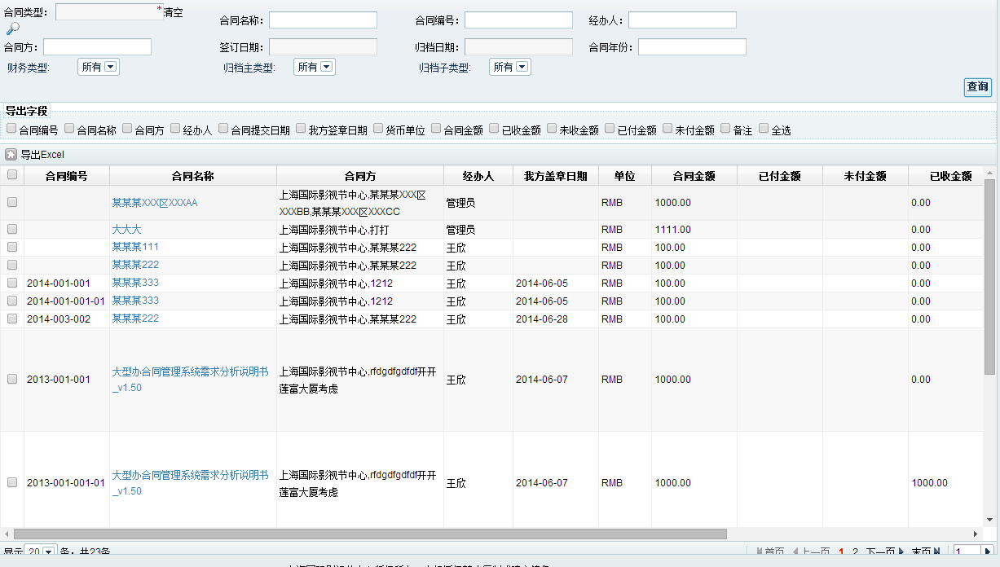 合同类型: * 清空
合同名称: 合同编号: 经办人:
合同方: 签订日期: 归档日期: 合同年份:
财务类型: 所有 归档主类型: 所有 归档子类型: 所有
查询
导出字段
合同编号 合同名称 合同方 经办人 合同提交日期 我方签章日期 货币单位 合同金额 已收金额 未收金额 已付金额 未付金额 备注 全选
导出Excel
合同编号 合同名称 合同方 经办人 我方盖章日期 单位 合同金额 已付金额 未付金额 已收金额
某某某XXX区XXXAA 上海国际影视节中心,某某某XXX区XXXBB,某某某XXX区XXXCC 管理员 RMB 1000.00 0.00
大大大 上海国际影视节中心,打打 管理员 RMB 1111.00 0.00
某某某111 上海国际影视节中心,某某某222 王欣 RMB 100.00 0.00
某某某222 上海国际影视节中心,某某某222 王欣 RMB 100.00 0.00
2014-001-001 某某某333 上海国际影视节中心,1212 王欣 2014-06-05 RMB 100.00 0.00
2014-001-001-01 某某某333 上海国际影视节中心,1212 王欣 2014-06-05 RMB 100.00 0.00
2014-003-002 某某某222 上海国际影视节中心,某某某222 王欣 2014-06-28 RMB 100.00 0.00
2013-001-001 大型办合同管理系统需求分析说明书_v1.50 上海国际影视节中心,rfdgdfgdfdf开开莲富大厦考虑 王欣 2014-06-07 RMB 1000.00 0.00
2013-001-001-01 大型办合同管理系统需求分析说明书_v1.50 上海国际影视节中心,rfdgdfgdfdf开开莲富大厦考虑 王欣 2014-06-07 RMB 1000.00 1000.00
显示 20 条, 共23条 首页 上一页 1 2 下一页 末页 1